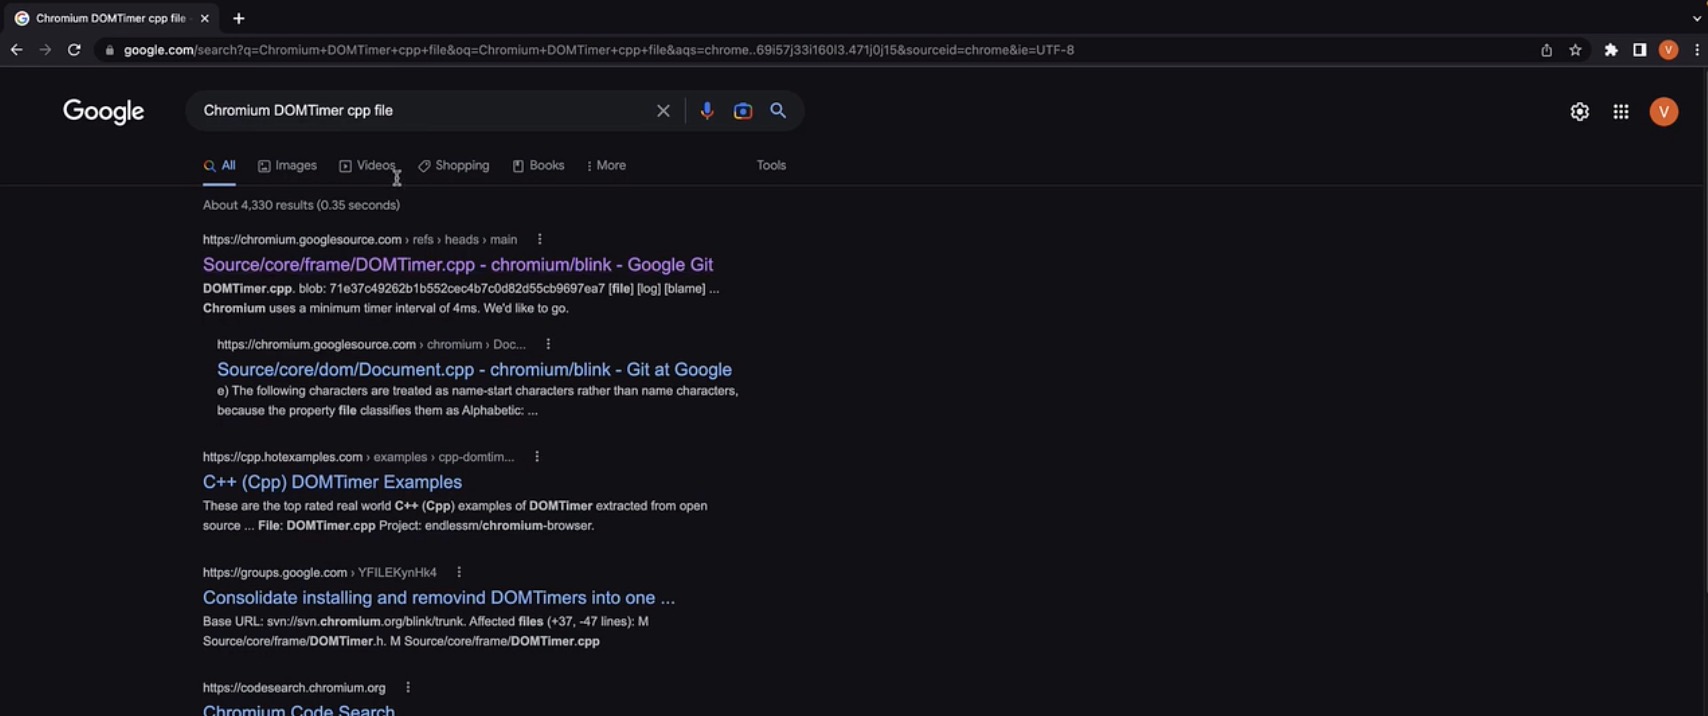 Chromium DOMTimer cpp file
google.com/search?q=Chromium+DOMTimer+cpp+file&oq=Chromium+DOMTimer+cpp+file&aqs=chrome..69i57j33i160l3.471j0j15&sourceid=chrome&ie=UTF-8
V
Google
Chromium DOMTimer cpp file
V
All Images Videos Shopping Books More Tools
About 4,330 results (0.35 seconds)
https://chromium.googlesource.com › refs › heads › main
Source/core/frame/DOMTimer.cpp - chromium/blink - Google Git
DOMTimer.cpp. blob: 71e37c49262b1b552cec4b7c0d82d55cb9697ea7 [file] [log] [blame] ...
Chromium uses a minimum timer interval of 4ms. We'd like to go.
https://chromium.googlesource.com › chromium › Doc...
Source/core/dom/Document.cpp - chromium/blink - Git at Google
e) The following characters are treated as name-start characters rather than name characters,
because the property file classifies them as Alphabetic: ...
https://cpp.hotexamples.com › examples › cpp-domtim...
C++ (Cpp) DOMTimer Examples
These are the top rated real world C++ (Cpp) examples of DOMTimer extracted from open
source ... File: DOMTimer.cpp Project: endlessm/chromium-browser.
https://groups.google.com › YFILEKynHk4
Consolidate installing and removind DOMTimers into one ...
Base URL: svn://svn.chromium.org/blink/trunk. Affected files (+37, -47 lines): M
Source/core/frame/DOMTimer.h. M Source/core/frame/DOMTimer.cpp
https://codesearch.chromium.org
Chromium Code Search